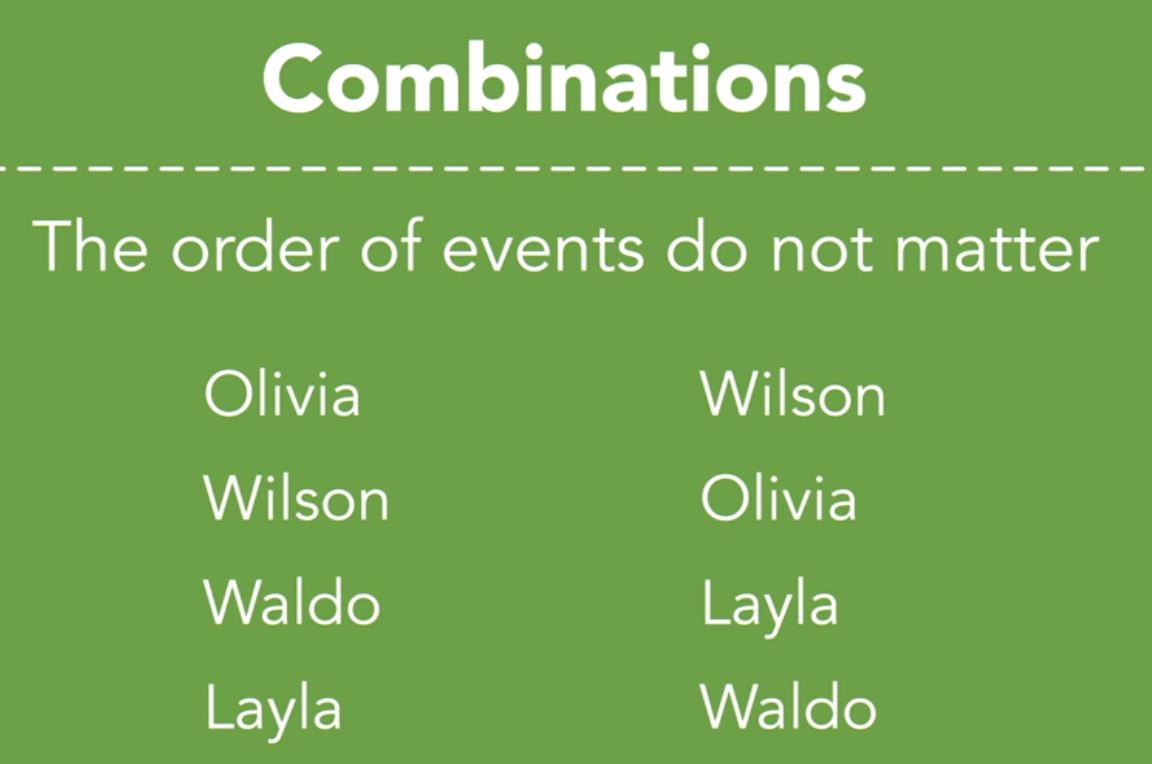 Combinations
The order of events do not matter
Olivia Wilson
Wilson Olivia
Waldo Layla
Layla Waldo